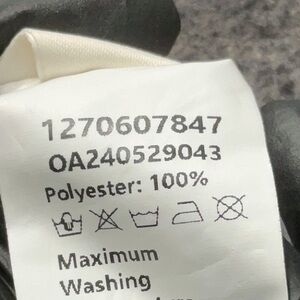 1270607847
OA240529043
Polyester: 100%
Maximum
Washing